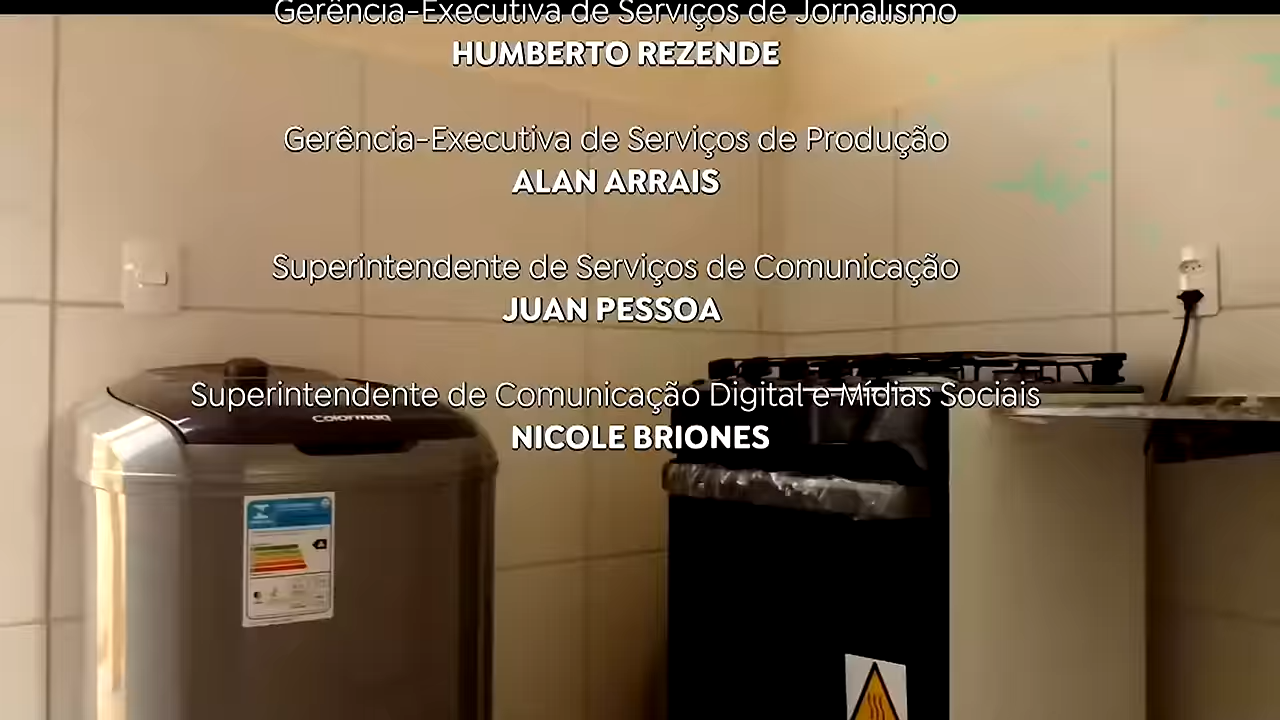 Gerência-Executiva de Serviços de Jornalismo
HUMBERTO REZENDE
Gerência-Executiva de Serviços de Produção
ALAN ARRAIS
Superintendente de Serviços de Comunicação
JUAN PESSOA
Superintendente de Comunicação Digital e Mídias Sociais
NICOLE BRIONES
Colormaq
A